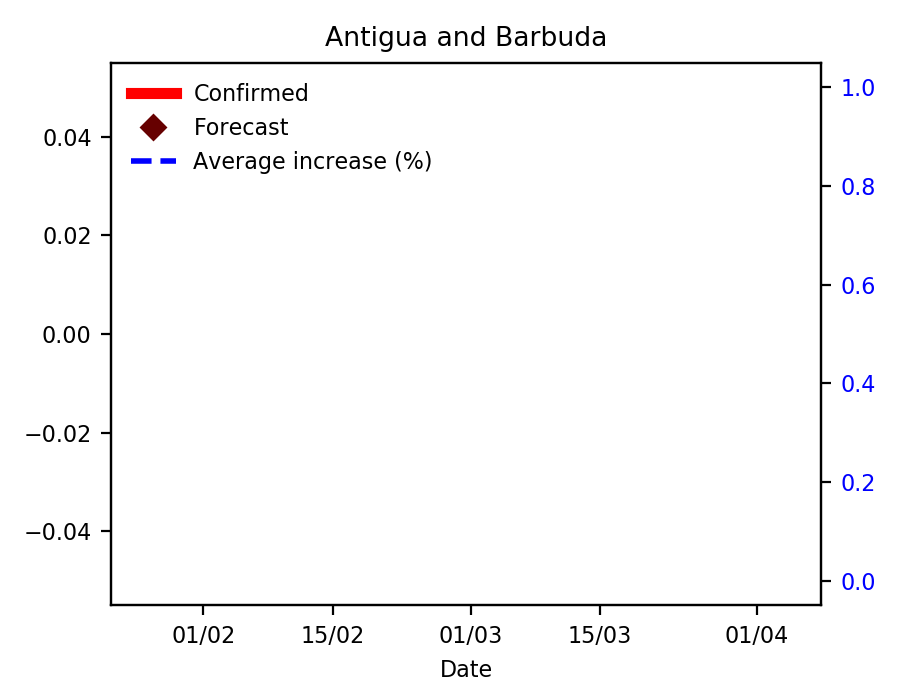 Antigua and Barbuda
Confirmed
Forecast
Average increase (%)
0.04
0.02
0.00
−0.02
−0.04
1.0
0.8
0.6
0.4
0.2
0.0
01/02 15/02 01/03 15/03 01/04
Date